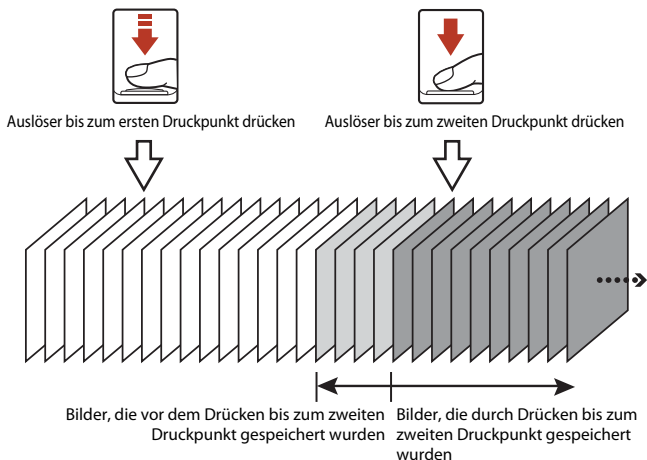 Auslöser bis zum ersten Druckpunkt drücken
Auslöser bis zum zweiten Druckpunkt drücken
Bilder, die vor dem Drücken bis zum zweiten
Druckpunkt gespeichert wurden
Bilder, die durch Drücken bis zum
zweiten Druckpunkt gespeichert
wurden